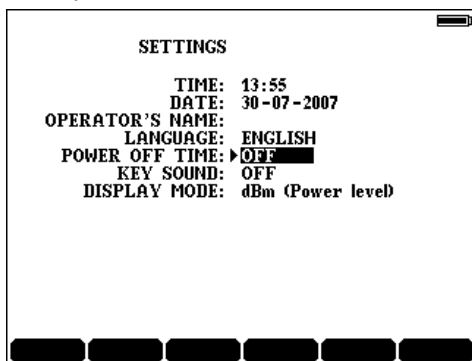 SETTINGS
TIME: 13:55
DATE: 30-07-2007
OPERATOR'S NAME:
LANGUAGE: ENGLISH
POWER OFF TIME: OFF
KEY SOUND: OFF
DISPLAY MODE: dBm (Power level)